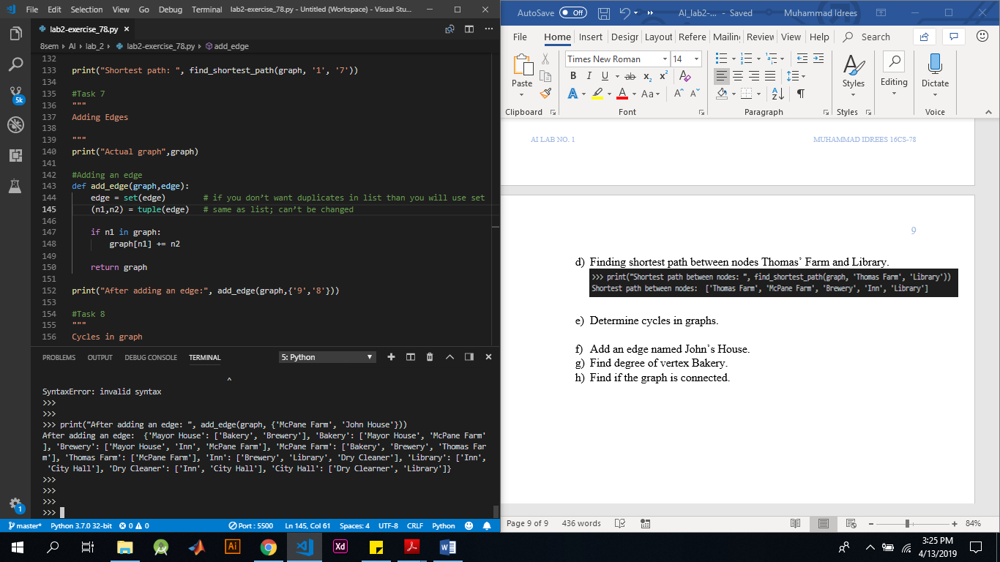 File Edit Selection View Go Debug Terminal lab2-exercise_78.py - Untitled (Workspace) - Visual Stu...
lab2-exercise_78.py ×
8sem AI lab_2 lab2-exercise_78.py add_edge
132
133 print("Shortest path: ", find_shortest_path(graph, '1', '7'))
134
135 #Task 7
136 """
137 Adding Edges
138
139 """
140 print("Actual graph",graph)
141
142 #Adding an edge
143 def add_edge(graph,edge):
144 edge = set(edge) # if you don’t want duplicates in list than you will use set
145 (n1,n2) = tuple(edge) # same as list; can’t be changed
146
147 if n1 in graph:
148 graph[n1] += n2
149
150 return graph
151
152 print("After adding an edge:", add_edge(graph,{'9','8'}))
153
154 #Task 8
155 """
156 Cycles in graph
PROBLEMS OUTPUT DEBUG CONSOLE TERMINAL 5: Python
^
SyntaxError: invalid syntax
>>>
>>>
>>> print("After adding an edge: ", add_edge(graph, {'McPane Farm', 'John House'}))
After adding an edge:  {'Mayor House': ['Bakery', 'Brewery'], 'Bakery': ['Mayor House', 'McPane Farm'
], 'Brewery': ['Mayor House', 'Inn', 'McPane Farm'], 'McPane Farm': ['Bakery', 'Brewery', 'Thomas Far
m'], 'Thomas Farm': ['McPane Farm'], 'Inn': ['Brewery', 'Library', 'Dry Cleaner'], 'Library': ['Inn',
'City Hall'], 'Dry Cleaner': ['Inn', 'City Hall'], 'City Hall': ['Dry Clearner', 'Library']}
>>>
>>>
>>>
>>>
5k
1
master* Python 3.7.0 32-bit 0 0 Port : 5500 Ln 145, Col 61 Spaces: 4 UTF-8 CRLF Python
AutoSave Off AI_lab2-... - Saved Muhammad Idrees
File Home Insert Desigr Layout Refere Mailin Review View Help Search
Paste Times New Roman 14 Styles Editing Dictate
B I U ab x₂ x² A
A A Aa A A
Clipboard Font Paragraph Styles Voice
AI LAB NO. 1 MUHAMMAD IDREES 16CS-78
9
d) Finding shortest path between nodes Thomas’ Farm and Library.
>>> print("Shortest path between nodes: ", find_shortest_path(graph, 'Thomas Farm', 'Library'))
Shortest path between nodes:  ['Thomas Farm', 'McPane Farm', 'Brewery', 'Inn', 'Library']
e) Determine cycles in graphs.
f) Add an edge named John’s House.
g) Find degree of vertex Bakery.
h) Find if the graph is connected.
Page 9 of 9 436 words 84%
Ai Xd
3:25 PM
4/13/2019